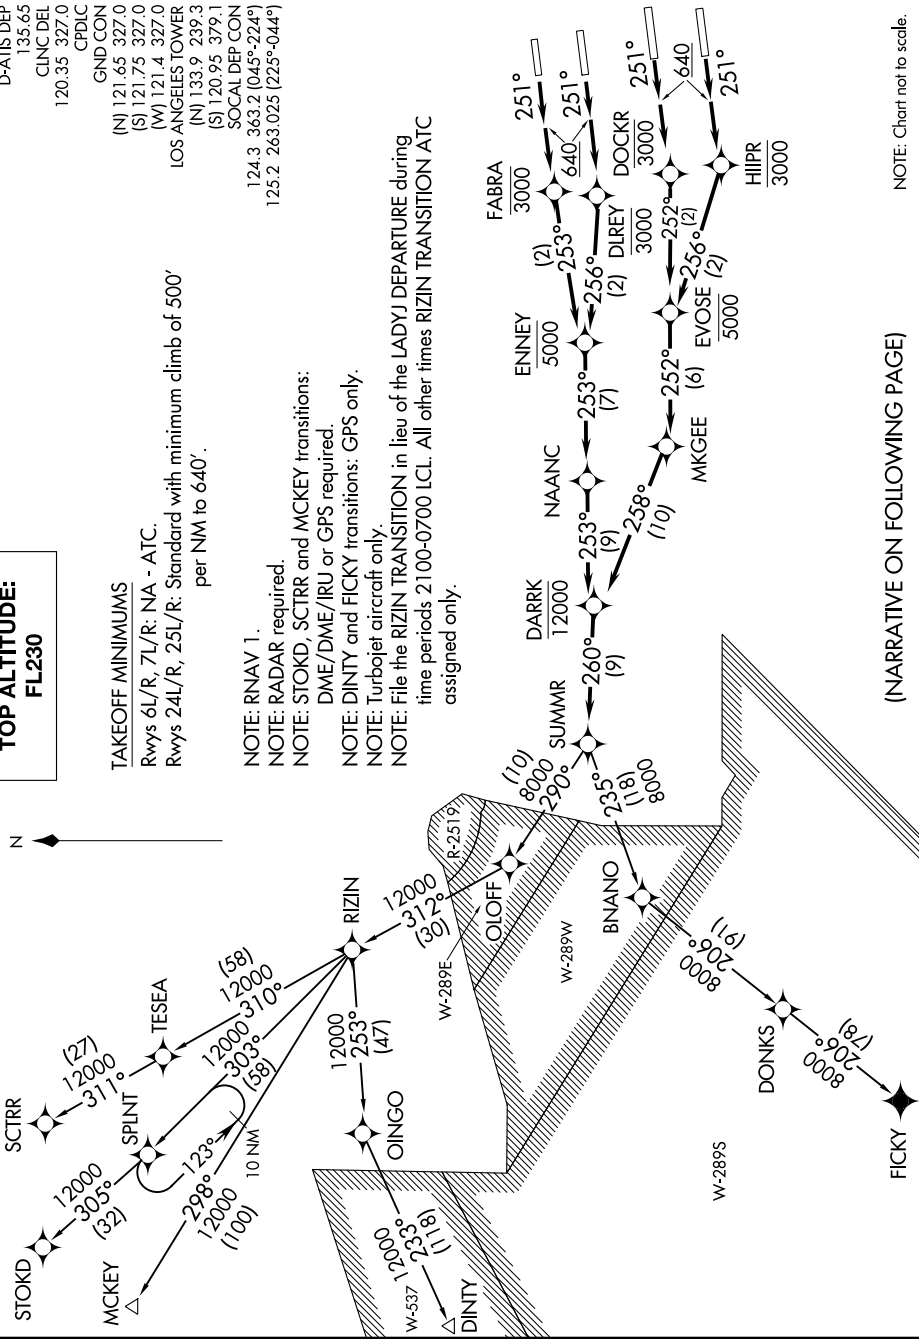 TOP ALTITUDE:
FL230
D-ATIS DEP
135.65
CLNC DEL
120.35 327.0
CPDLC
GND CON
(N) 121.65 327.0
(S) 121.75 327.0
(W) 121.4 327.0
LOS ANGELES TOWER
(N) 133.9 239.3
(S) 120.95 379.1
SOCAL DEP CON
124.3 363.2 (045°-224°)
125.2 263.025 (225°-044°)
N
TAKEOFF MINIMUMS
Rwys 6L/R, 7L/R: NA - ATC.
Rwys 24L/R, 25L/R: Standard with minimum climb of 500'
per NM to 640'.
NOTE: RNAV 1.
NOTE: RADAR required.
NOTE: STOKD, SCTRR and MCKEY transitions:
DME/DME/IRU or GPS required.
NOTE: DINTY and FICKY transitions: GPS only.
NOTE: Turbojet aircraft only.
NOTE: File the RIZIN TRANSITION in lieu of the LADYJ DEPARTURE during
time periods 2100-0700 LCL. All other times RIZIN TRANSITION ATC
assigned only.
SCTRR
(27)
12000
311°
TESEA
(58)
12000
310°
STOKD
12000
305°
(32)
SPLNT
12000
303°
(58)
123°
10 NM
MCKEY
298°
12000
(100)
RIZIN
12000
312°
(30)
12000
253°
(47)
OINGO
12000
233°
(118)
W-537
DINTY
W-289E
R-2519
OLOFF
W-289W
(10)
8000
290°
SUMMR
235°
(18)
8000
BNANO
8000
206°
(91)
DONKS
8000
206°
(78)
FICKY
W-289S
260°
(9)
DARRK
12000
253°
(9)
NAANC
253°
(7)
ENNEY
5000
(2)
253°
256°
(2)
FABRA
3000
251°
251°
640
DLREY
3000
258°
(10)
MKGEE
252°
(6)
EVOSE
5000
252°
(2)
256°
(2)
DOCKR
3000
251°
640
251°
HIIPR
3000
(NARRATIVE ON FOLLOWING PAGE)
NOTE: Chart not to scale.